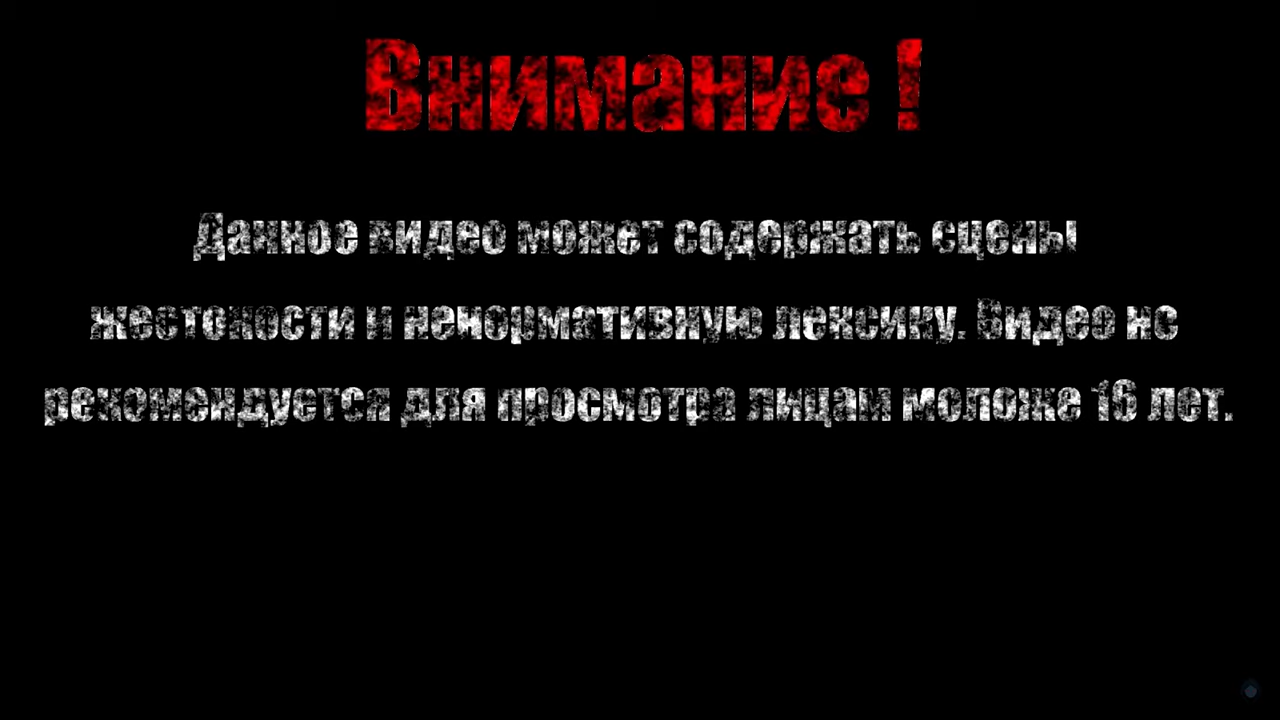 Внимание !
Данное видео может содержать сцены
жестокости и ненормативную лексику. Видео не
рекомендуется для просмотра лицам моложе 16 лет.